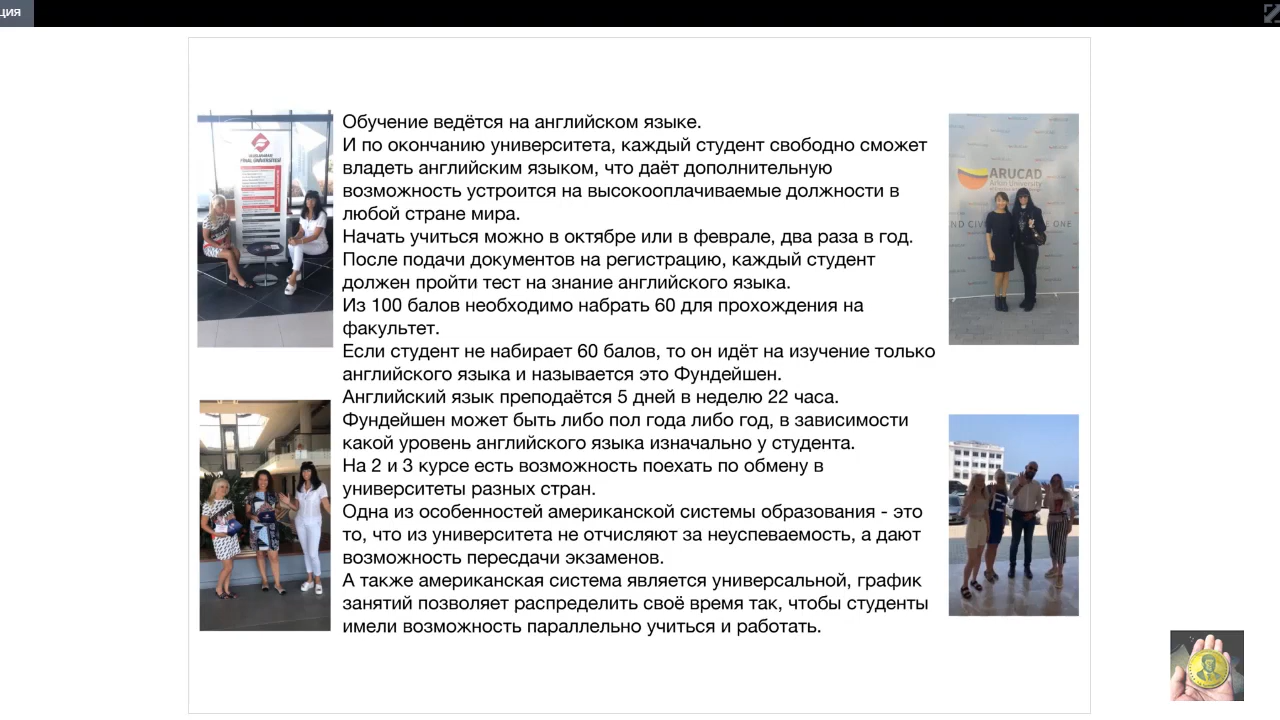 ция
Обучение ведётся на английском языке.
И по окончанию университета, каждый студент свободно сможет
владеть английским языком, что даёт дополнительную
возможность устроится на высокооплачиваемые должности в
любой стране мира.
Начать учиться можно в октябре или в феврале, два раза в год.
После подачи документов на регистрацию, каждый студент
должен пройти тест на знание английского языка.
Из 100 балов необходимо набрать 60 для прохождения на
факультет.
Если студент не набирает 60 балов, то он идёт на изучение только
английского языка и называется это Фундейшен.
Английский язык преподаётся 5 дней в неделю 22 часа.
Фундейшен может быть либо пол года либо год, в зависимости
какой уровень английского языка изначально у студента.
На 2 и 3 курсе есть возможность поехать по обмену в
университеты разных стран.
Одна из особенностей американской системы образования - это
то, что из университета не отчисляют за неуспеваемость, а дают
возможность пересдачи экзаменов.
А также американская система является универсальной, график
занятий позволяет распределить своё время так, чтобы студенты
имели возможность параллельно учиться и работать.
ARUCAD